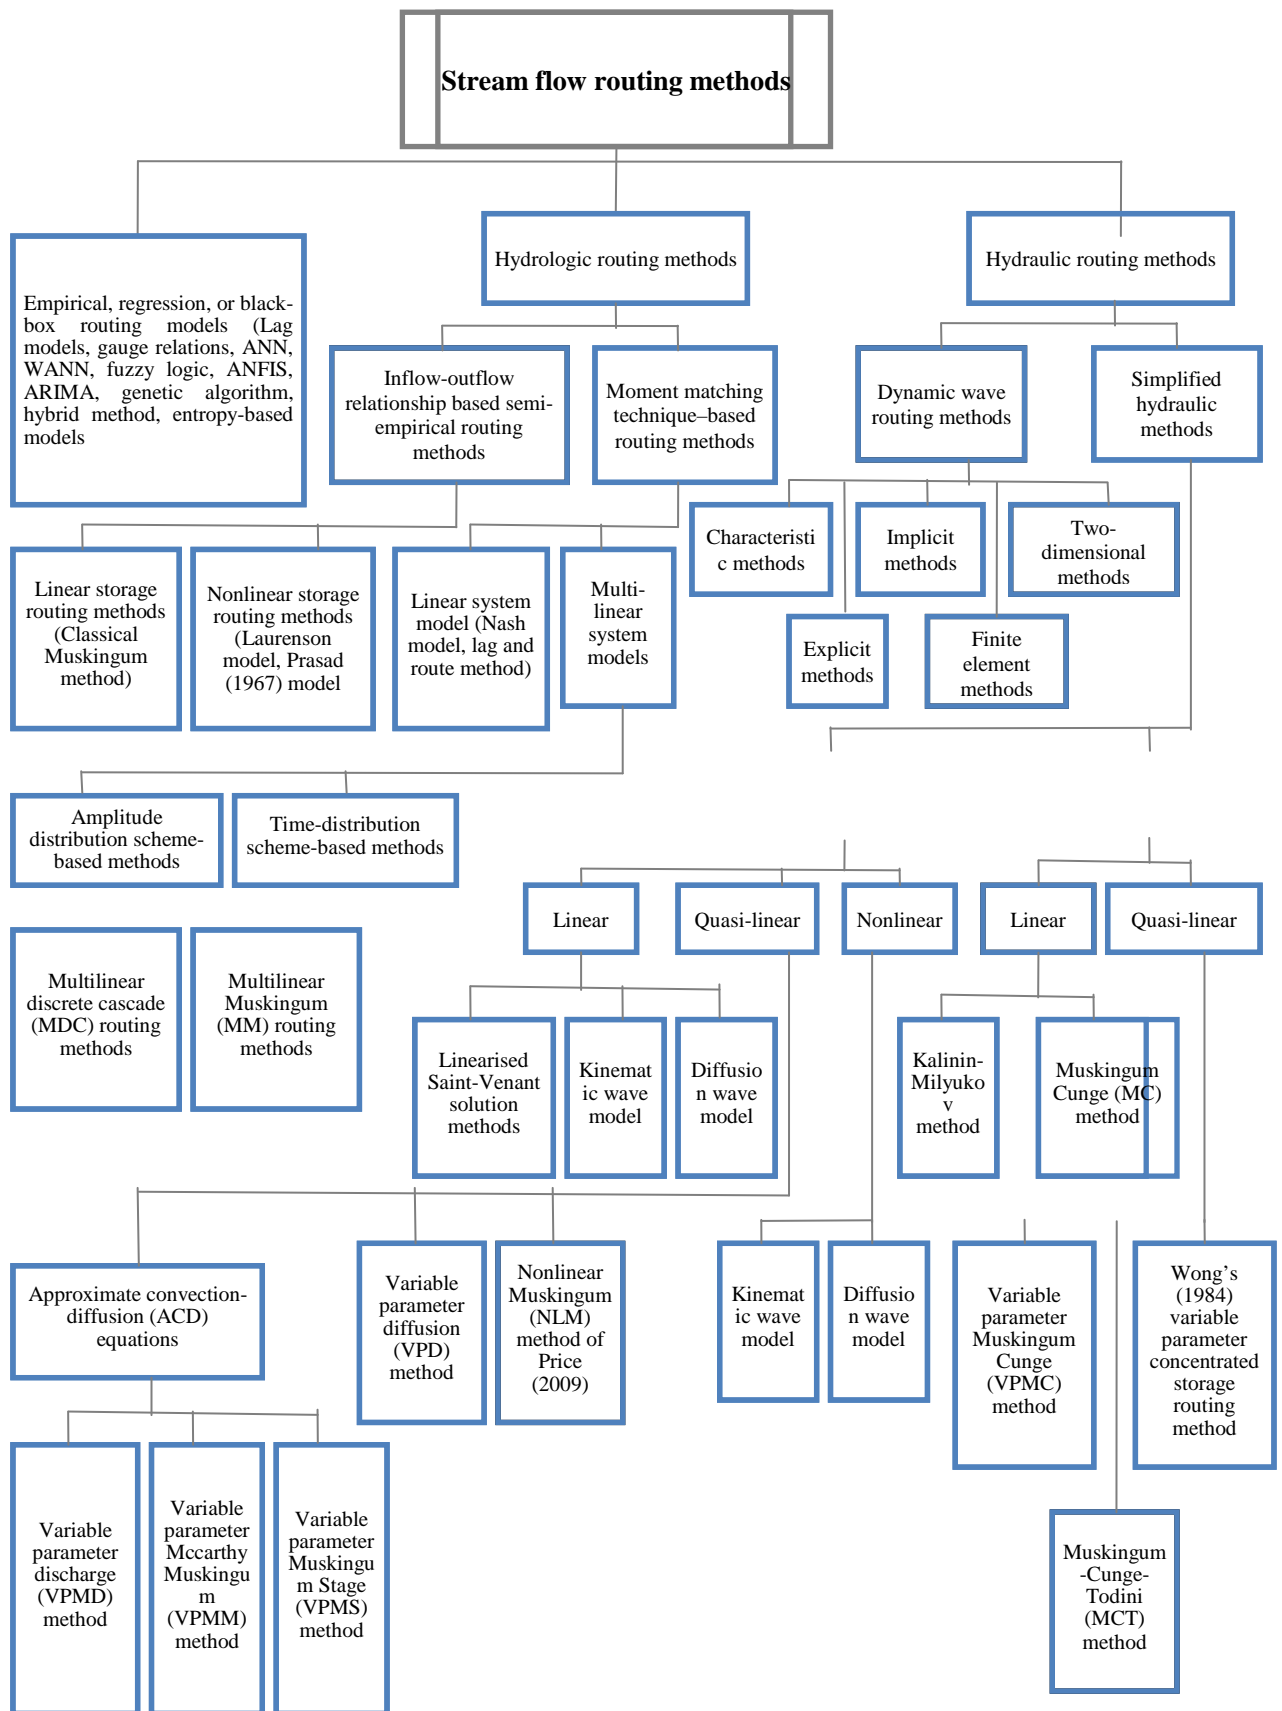 Stream flow routing methods
Hydrologic routing methods
Hydraulic routing methods
Empirical, regression, or black-
box routing models (Lag
models, gauge relations, ANN,
WANN, fuzzy logic, ANFIS,
ARIMA, genetic algorithm,
hybrid method, entropy-based
models
Inflow-outflow
relationship based semi-
empirical routing
methods
Moment matching
technique–based
routing methods
Dynamic wave
routing methods
Simplified
hydraulic
methods
Characteristi
c methods
Implicit
methods
Two-
dimensional
methods
Explicit
methods
Finite
element
methods
Linear storage
routing methods
(Classical
Muskingum
method)
Nonlinear storage
routing methods
(Laurenson
model, Prasad
(1967) model
Linear system
model (Nash
model, lag and
route method)
Multi-
linear
system
models
Amplitude
distribution scheme-
based methods
Time-distribution
scheme-based methods
Linear
Quasi-linear
Nonlinear
Linear
Quasi-linear
Multilinear
discrete cascade
(MDC) routing
methods
Multilinear
Muskingum
(MM) routing
methods
Linearised
Saint-Venant
solution
methods
Kinemat
ic wave
model
Diffusio
n wave
model
Kalinin-
Milyuko
v
method
Muskingum
Cunge (MC)
method
Approximate convection-
diffusion (ACD)
equations
Variable
parameter
diffusion
(VPD)
method
Nonlinear
Muskingum
(NLM)
method of
Price
(2009)
Kinemat
ic wave
model
Diffusio
n wave
model
Variable
parameter
Muskingum
Cunge
(VPMC)
method
Wong’s
(1984)
variable
parameter
concentrated
storage
routing
method
Variable
parameter
discharge
(VPMD)
method
Variable
parameter
Mccarthy
Muskingu
m
(VPMM)
method
Variable
parameter
Muskingu
m Stage
(VPMS)
method
Muskingum
-Cunge-
Todini
(MCT)
method